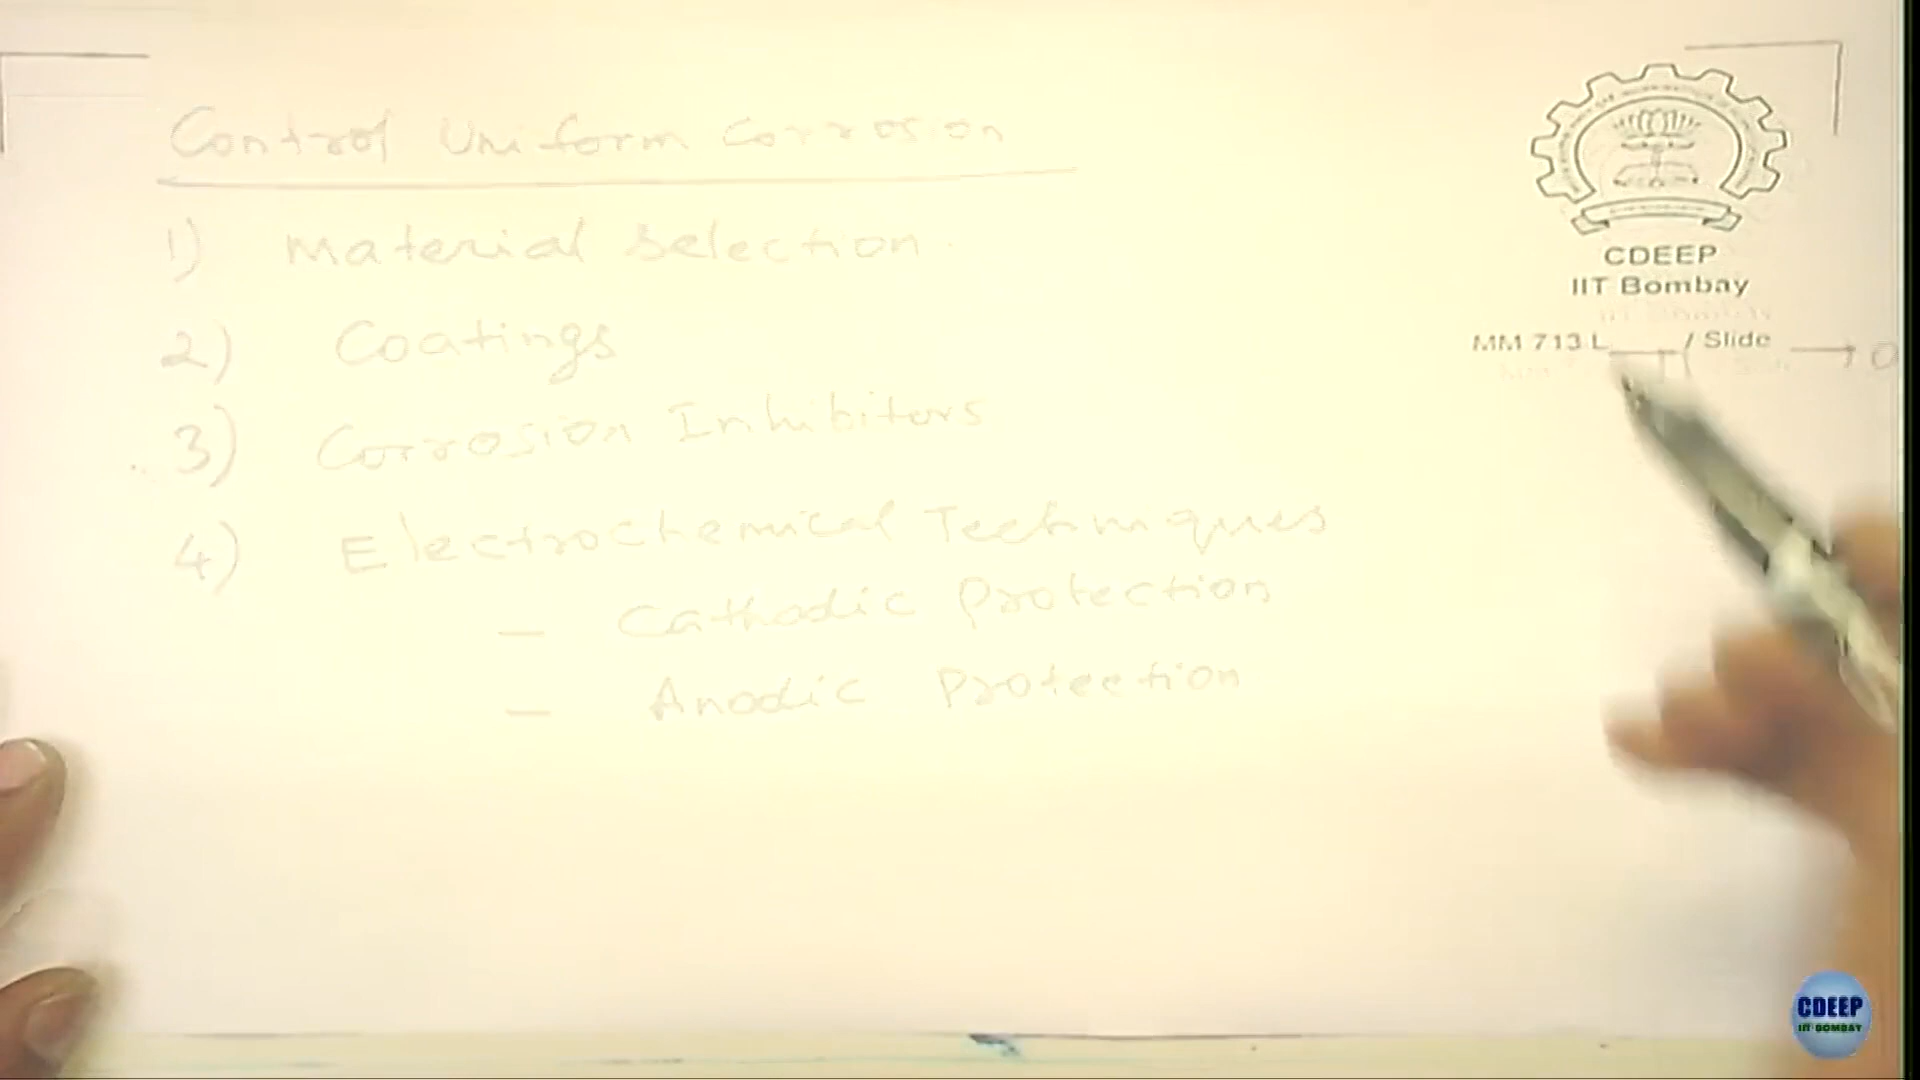 Control Uniform Corrosion
1) Material Selection
2) Coatings
3) Corrosion Inhibitors
4) Electrochemical Techniques
- Cathodic Protection
- Anodic Protection
CDEEP
IIT Bombay
MM 713 L____/ Slide
CDEEP
IIT BOMBAY